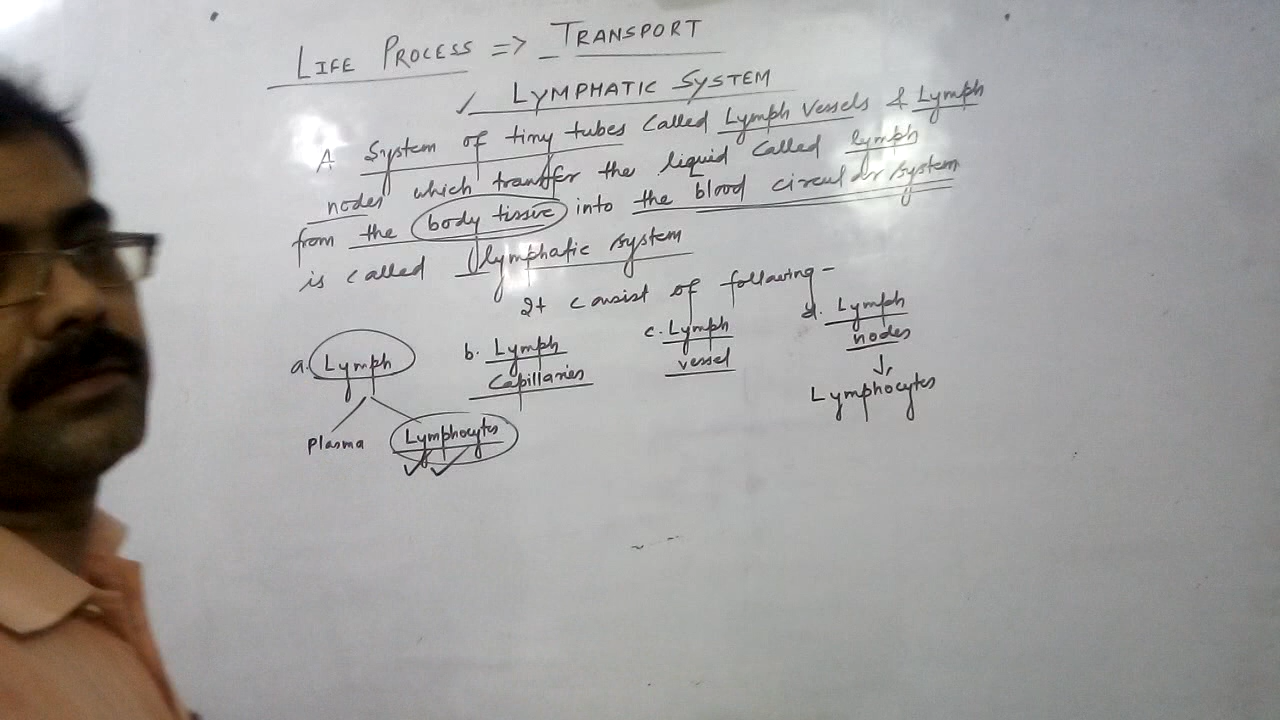 LIFE PROCESS => TRANSPORT
LYMPHATIC SYSTEM
A System of tiny tubes called Lymph Vessels & Lymph
nodes which transfer the liquid called lymph
from the body tissue into the blood circular system
is called lymphatic system
It consist of following -
a. Lymph b. Lymph c. Lymph d. Lymph
Capillaries vessel nodes
Plasma Lymphocytes Lymphocytes